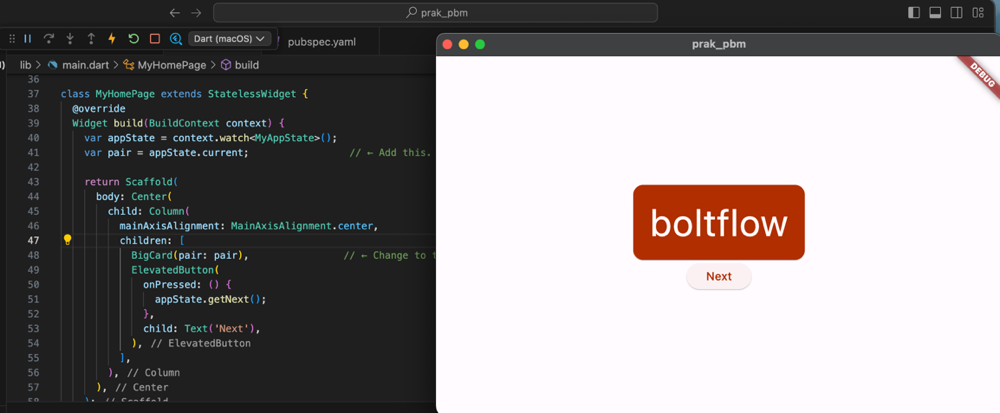 prak_pbm
Dart (macOS)
pubspec.yaml
lib > main.dart > MyHomePage > build
36
37 class MyHomePage extends StatelessWidget {
38 @override
39 Widget build(BuildContext context) {
40 var appState = context.watch<MyAppState>();
41 var pair = appState.current; // ← Add this.
42
43 return Scaffold(
44 body: Center(
45 child: Column(
46 mainAxisAlignment: MainAxisAlignment.center,
47 children: [
48 BigCard(pair: pair), // ← Change to t
49 ElevatedButton(
50 onPressed: () {
51 appState.getNext();
52 },
53 child: Text('Next'),
54 ), // ElevatedButton
55 ],
56 ), // Column
57 ), // Center
58 ); // Scaffold
prak_pbm
DEBUG
boltflow
Next